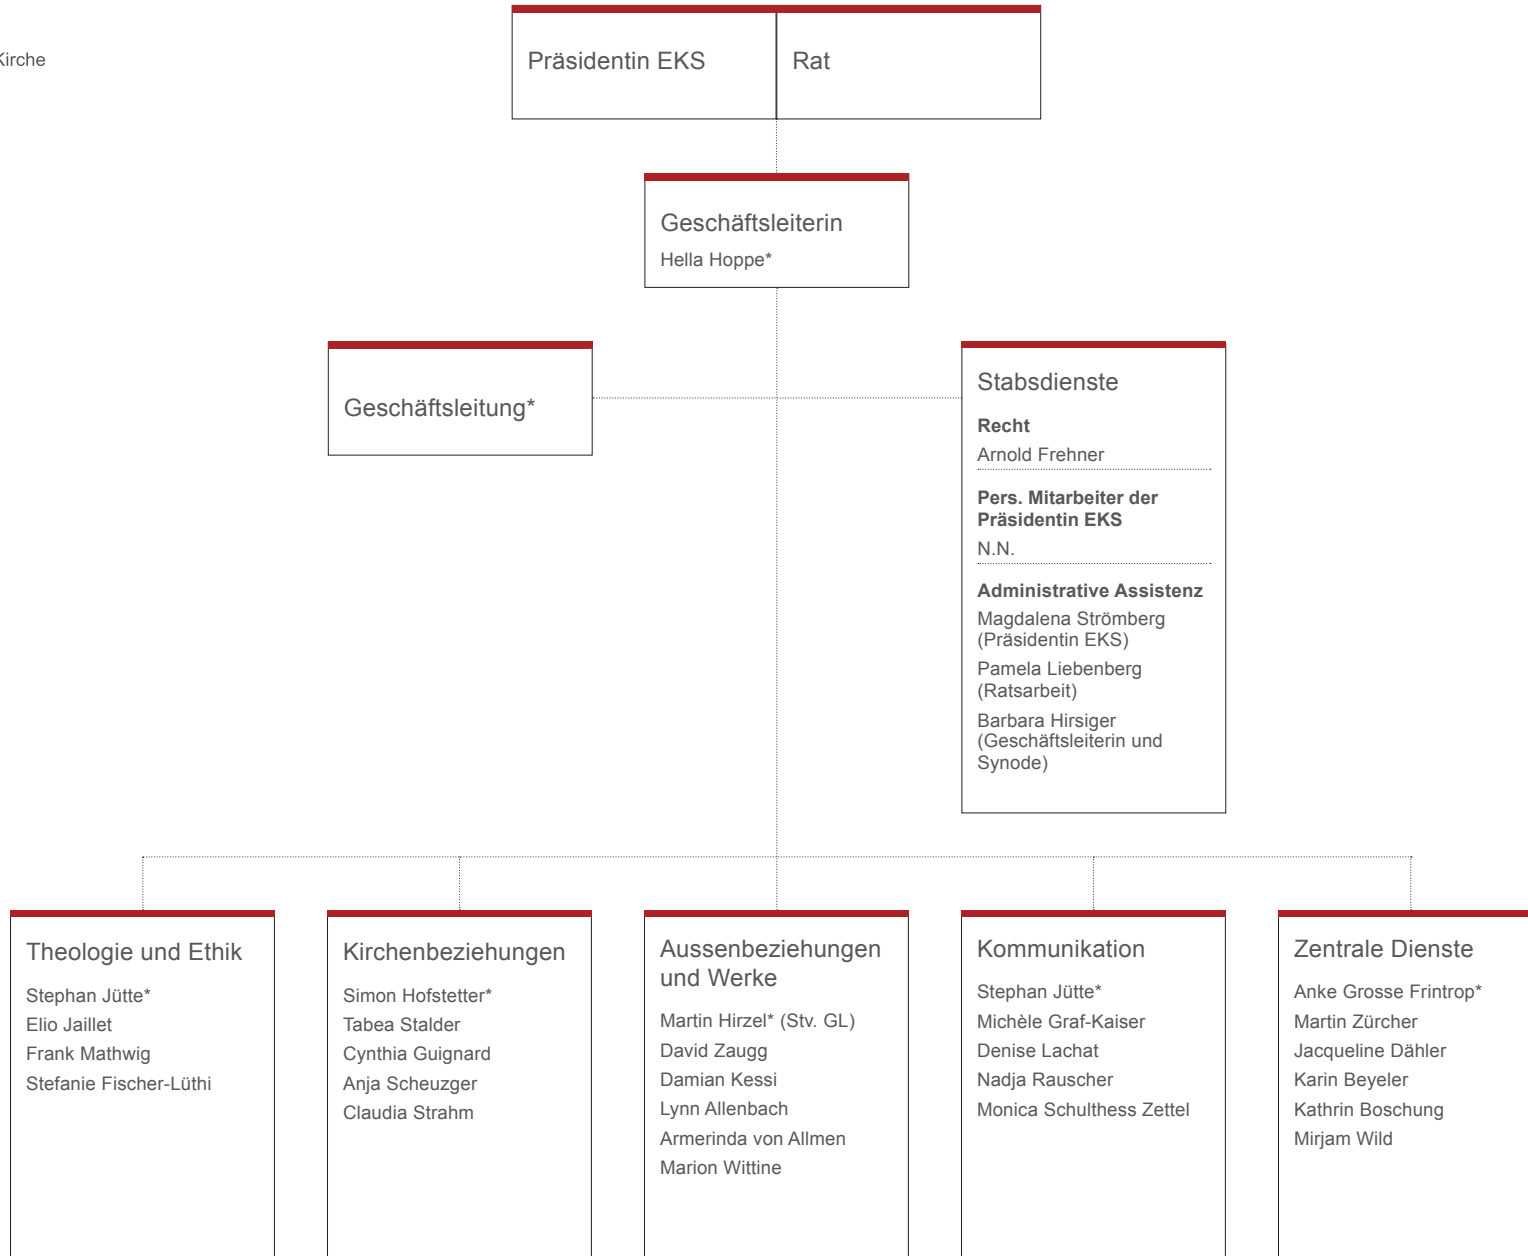 Kirche
Präsidentin EKS
Rat
Geschäftsleiterin
Hella Hoppe*
Geschäftsleitung*
Stabsdienste
Recht
Arnold Frehner
Pers. Mitarbeiter der
Präsidentin EKS
N.N.
Administrative Assistenz
Magdalena Strömberg
(Präsidentin EKS)
Pamela Liebenberg
(Ratsarbeit)
Barbara Hirsiger
(Geschäftsleiterin und
Synode)
Theologie und Ethik
Stephan Jütte*
Elio Jaillet
Frank Mathwig
Stefanie Fischer-Lüthi
Kirchenbeziehungen
Simon Hofstetter*
Tabea Stalder
Cynthia Guignard
Anja Scheuzger
Claudia Strahm
Aussenbeziehungen
und Werke
Martin Hirzel* (Stv. GL)
David Zaugg
Damian Kessi
Lynn Allenbach
Armerinda von Allmen
Marion Wittine
Kommunikation
Stephan Jütte*
Michèle Graf-Kaiser
Denise Lachat
Nadja Rauscher
Monica Schulthess Zettel
Zentrale Dienste
Anke Grosse Frintrop*
Martin Zürcher
Jacqueline Dähler
Karin Beyeler
Kathrin Boschung
Mirjam Wild